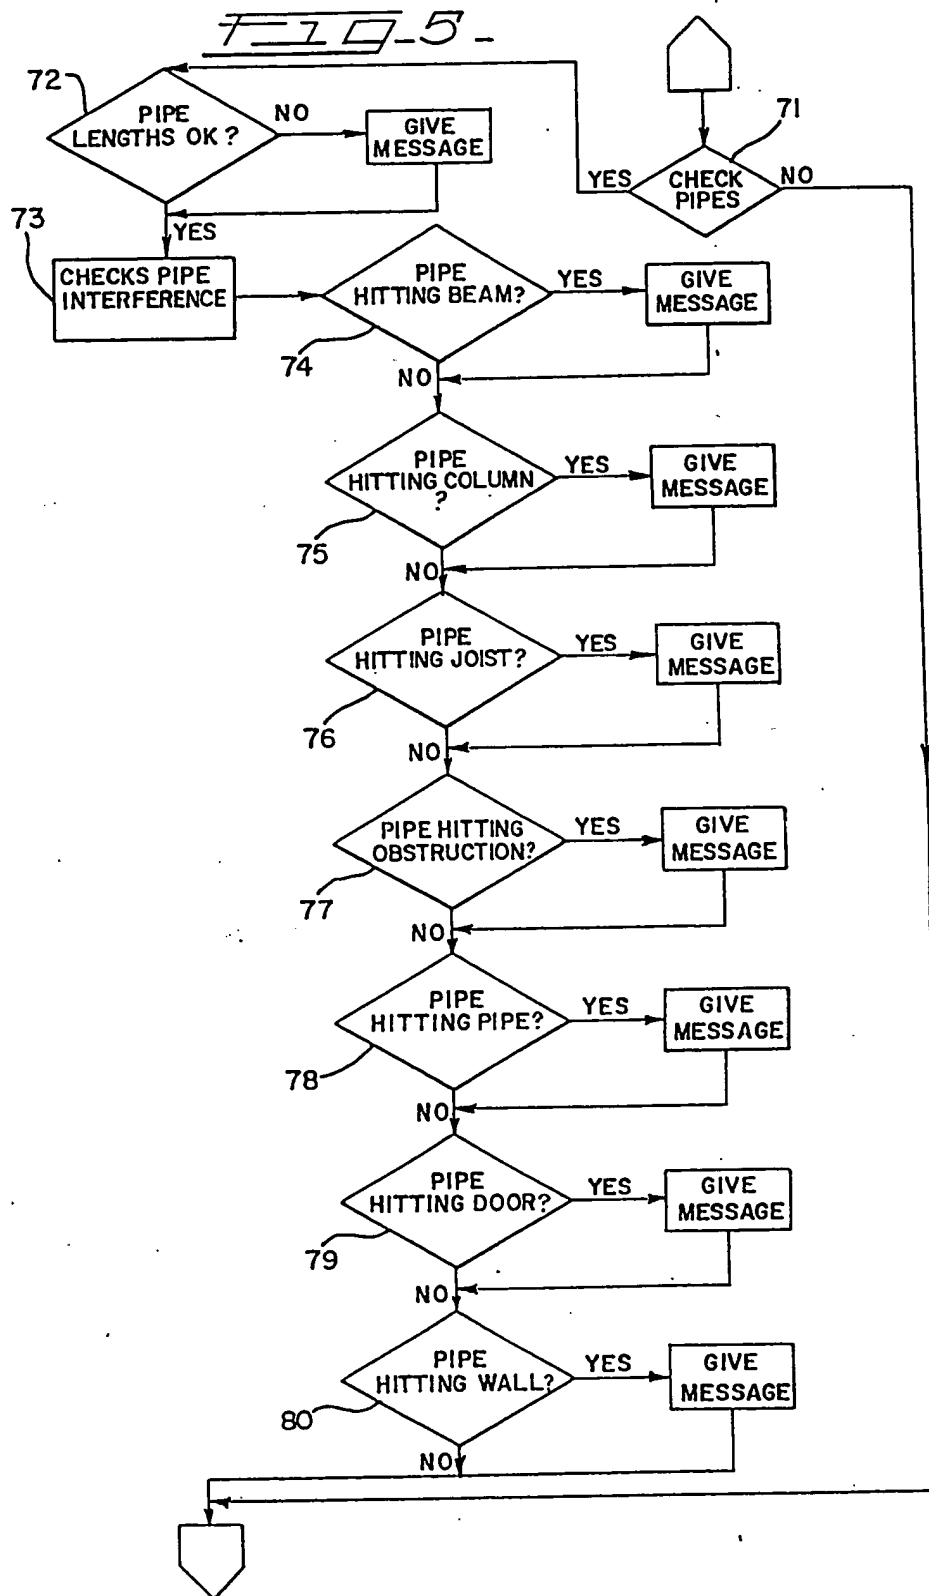 Fig-5-
72
PIPE
LENGTHS OK?
NO
GIVE
MESSAGE
71
YES
CHECK
PIPES
NO
73
YES
CHECKS PIPE
INTERFERENCE
PIPE
HITTING BEAM?
YES
GIVE
MESSAGE
74
NO
PIPE
HITTING COLUMN
?
YES
GIVE
MESSAGE
75
NO
PIPE
HITTING JOIST?
YES
GIVE
MESSAGE
76
NO
PIPE HITTING
OBSTRUCTION?
YES
GIVE
MESSAGE
77
NO
PIPE
HITTING PIPE?
YES
GIVE
MESSAGE
78
NO
PIPE
HITTING DOOR?
YES
GIVE
MESSAGE
79
NO
PIPE
HITTING WALL?
YES
GIVE
MESSAGE
80
NO